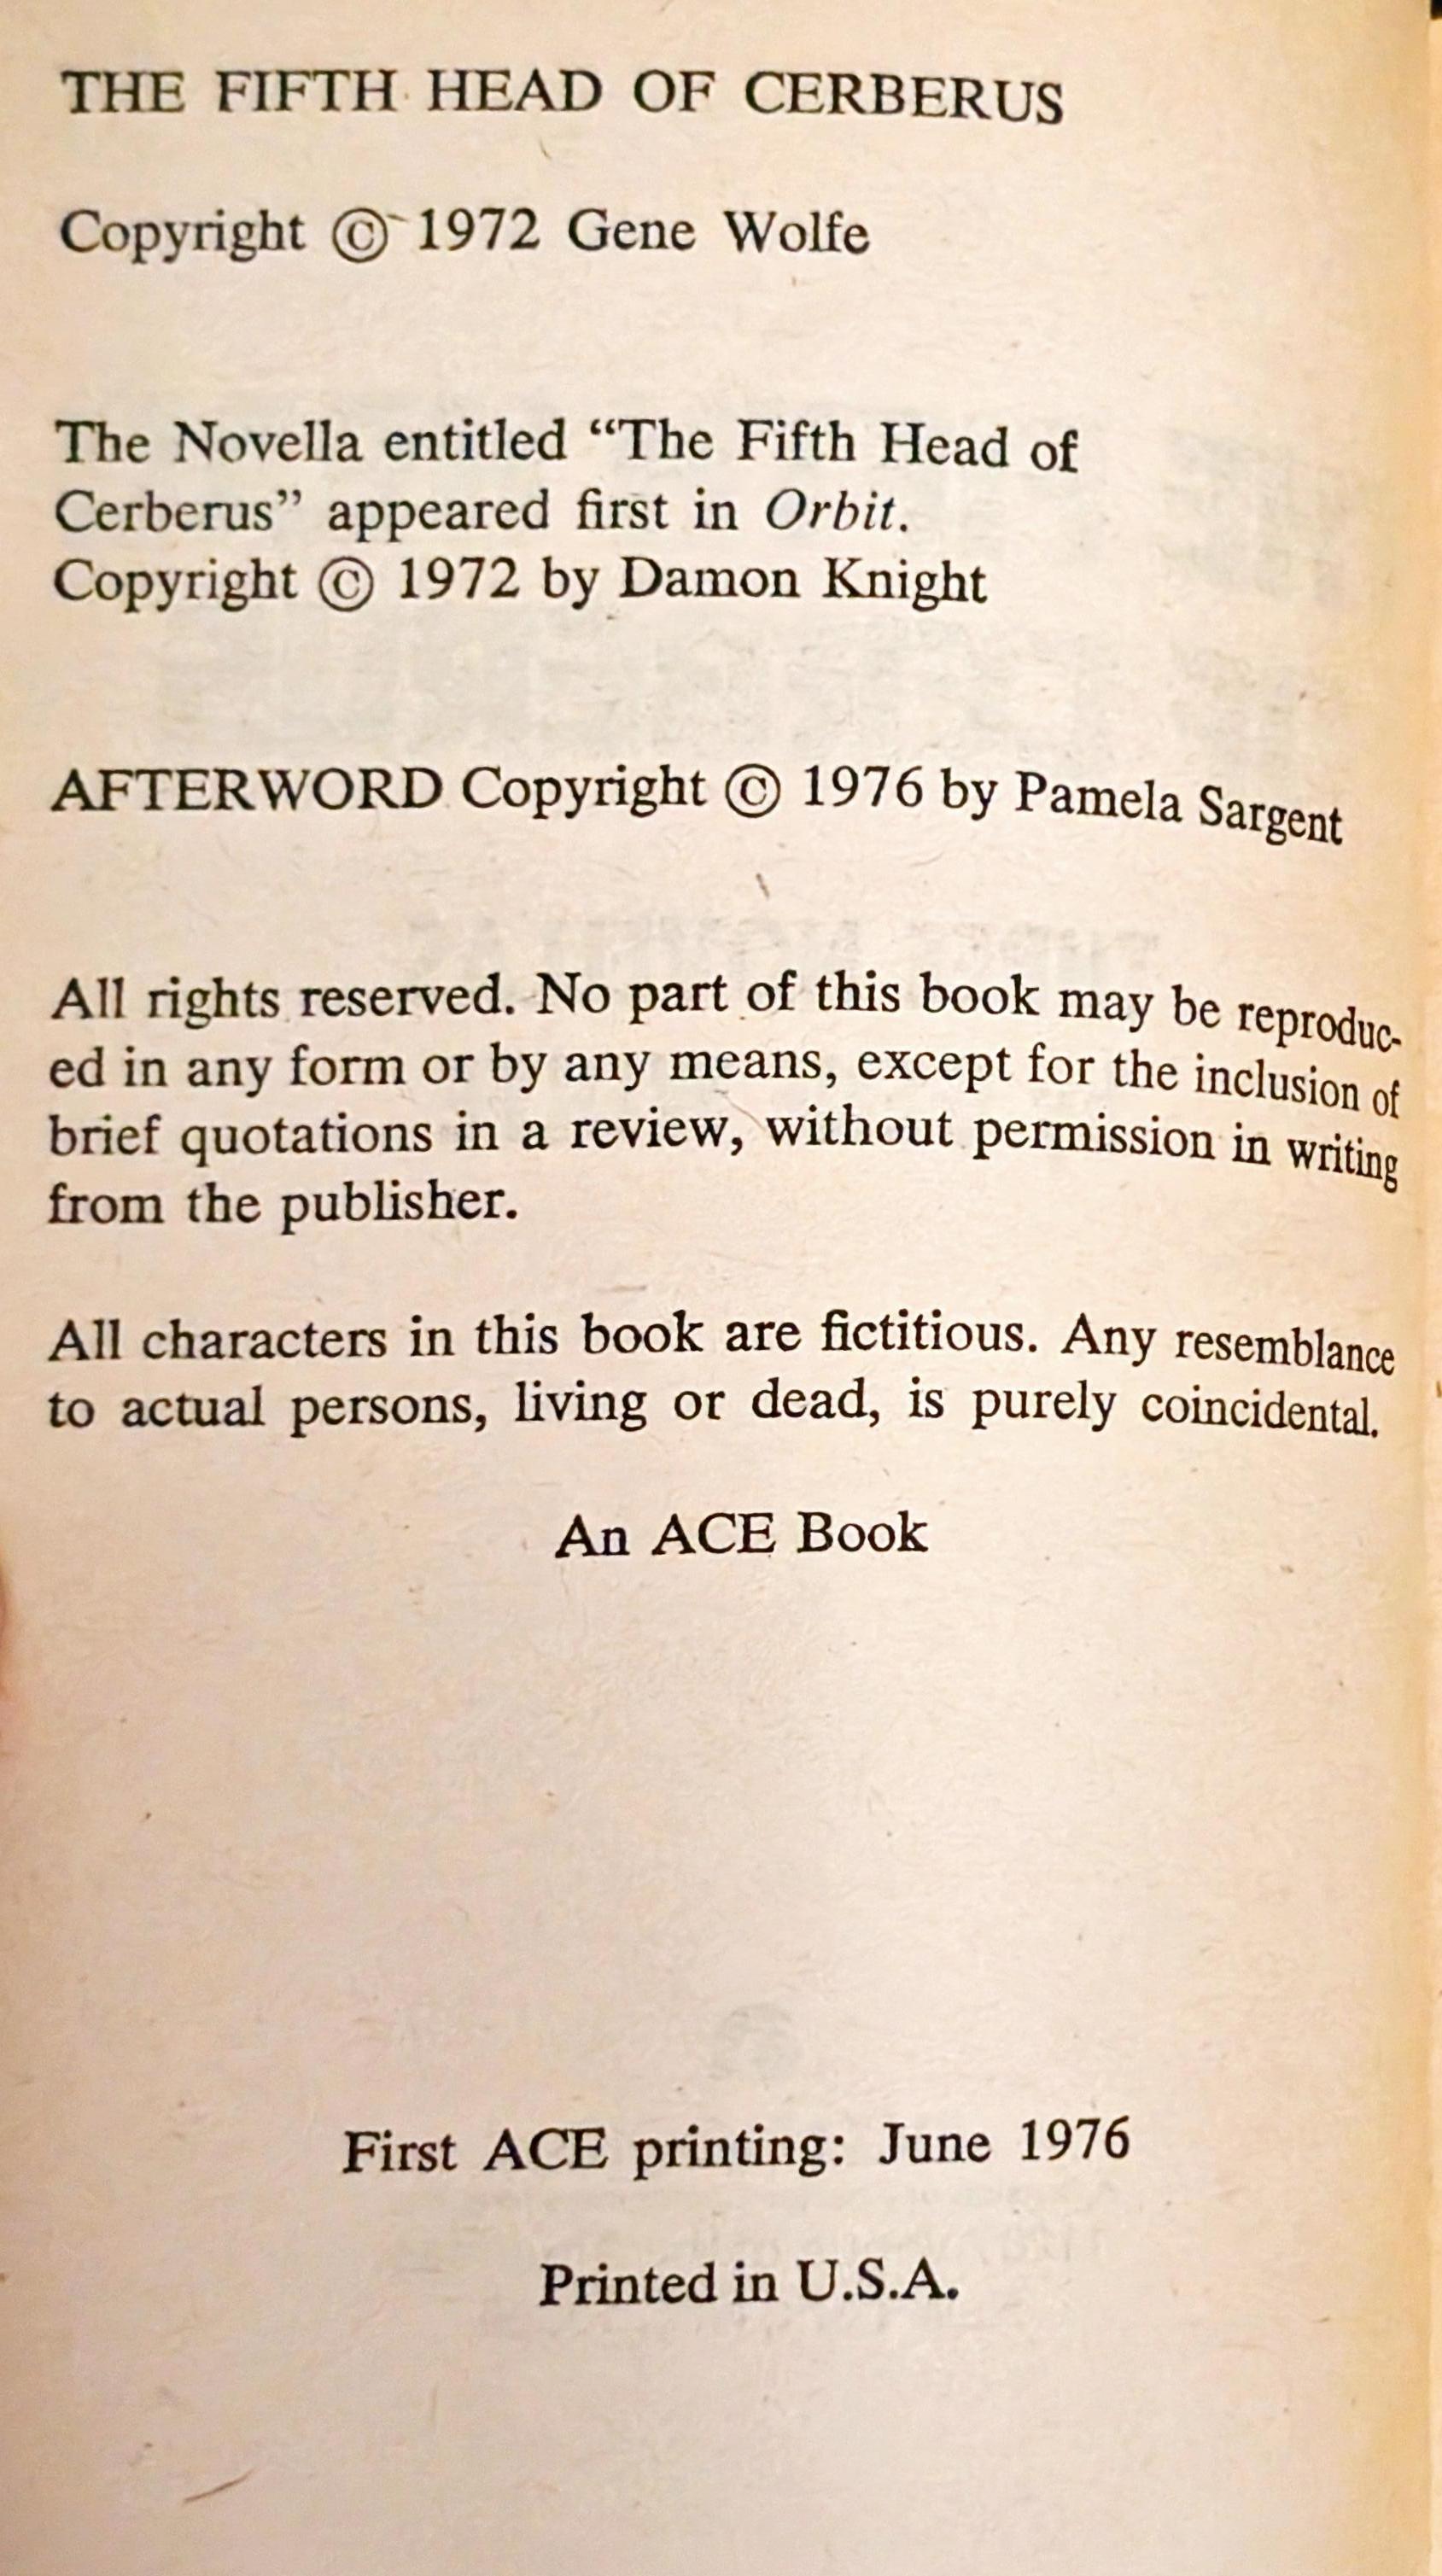 THE FIFTH HEAD OF CERBERUS
Copyright © 1972 Gene Wolfe
The Novella entitled “The Fifth Head of
Cerberus” appeared first in Orbit.
Copyright © 1972 by Damon Knight
AFTERWORD Copyright © 1976 by Pamela Sargent
All rights reserved. No part of this book may be reproduc-
ed in any form or by any means, except for the inclusion of
brief quotations in a review, without permission in writing
from the publisher.
All characters in this book are fictitious. Any resemblance
to actual persons, living or dead, is purely coincidental.
An ACE Book
First ACE printing: June 1976
Printed in U.S.A.